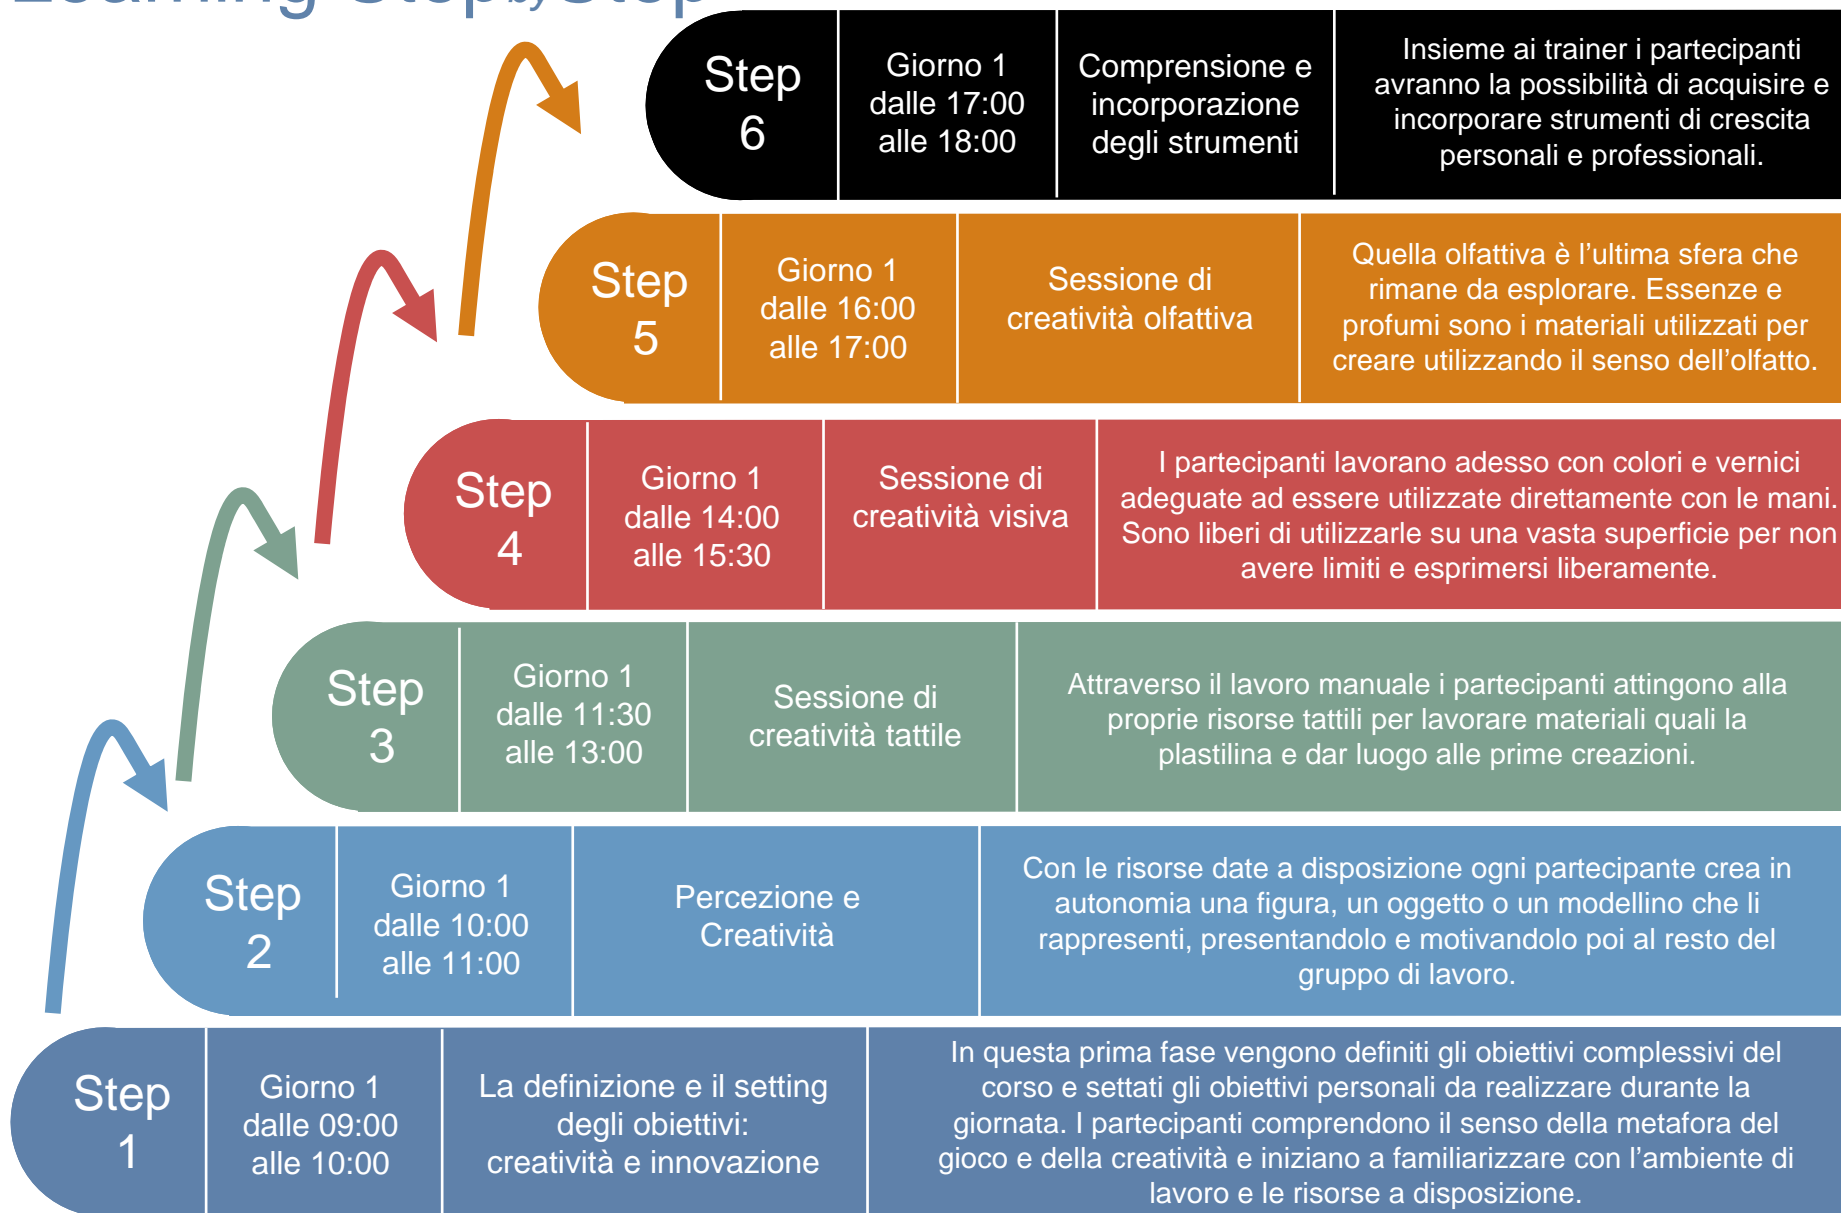 Learning Step by Step
Step
6
Giorno 1
dalle 17:00
alle 18:00
Comprensione e
incorporazione
degli strumenti
Insieme ai trainer i partecipanti
avranno la possibilità di acquisire e
incorporare strumenti di crescita
personali e professionali.
Step
5
Giorno 1
dalle 16:00
alle 17:00
Sessione di
creatività olfattiva
Quella olfattiva è l’ultima sfera che
rimane da esplorare. Essenze e
profumi sono i materiali utilizzati per
creare utilizzando il senso dell’olfatto.
Step
4
Giorno 1
dalle 14:00
alle 15:30
Sessione di
creatività visiva
I partecipanti lavorano adesso con colori e vernici
adeguate ad essere utilizzate direttamente con le mani.
Sono liberi di utilizzarle su una vasta superficie per non
avere limiti e esprimersi liberamente.
Step
3
Giorno 1
dalle 11:30
alle 13:00
Sessione di
creatività tattile
Attraverso il lavoro manuale i partecipanti attingono alla
proprie risorse tattili per lavorare materiali quali la
plastilina e dar luogo alle prime creazioni.
Step
2
Giorno 1
dalle 10:00
alle 11:00
Percezione e
Creatività
Con le risorse date a disposizione ogni partecipante crea in
autonomia una figura, un oggetto o un modellino che li
rappresenti, presentandolo e motivandolo poi al resto del
gruppo di lavoro.
Step
1
Giorno 1
dalle 09:00
alle 10:00
La definizione e il setting
degli obiettivi:
creatività e innovazione
In questa prima fase vengono definiti gli obiettivi complessivi del
corso e settati gli obiettivi personali da realizzare durante la
giornata. I partecipanti comprendono il senso della metafora del
gioco e della creatività e iniziano a familiarizzare con l’ambiente di
lavoro e le risorse a disposizione.